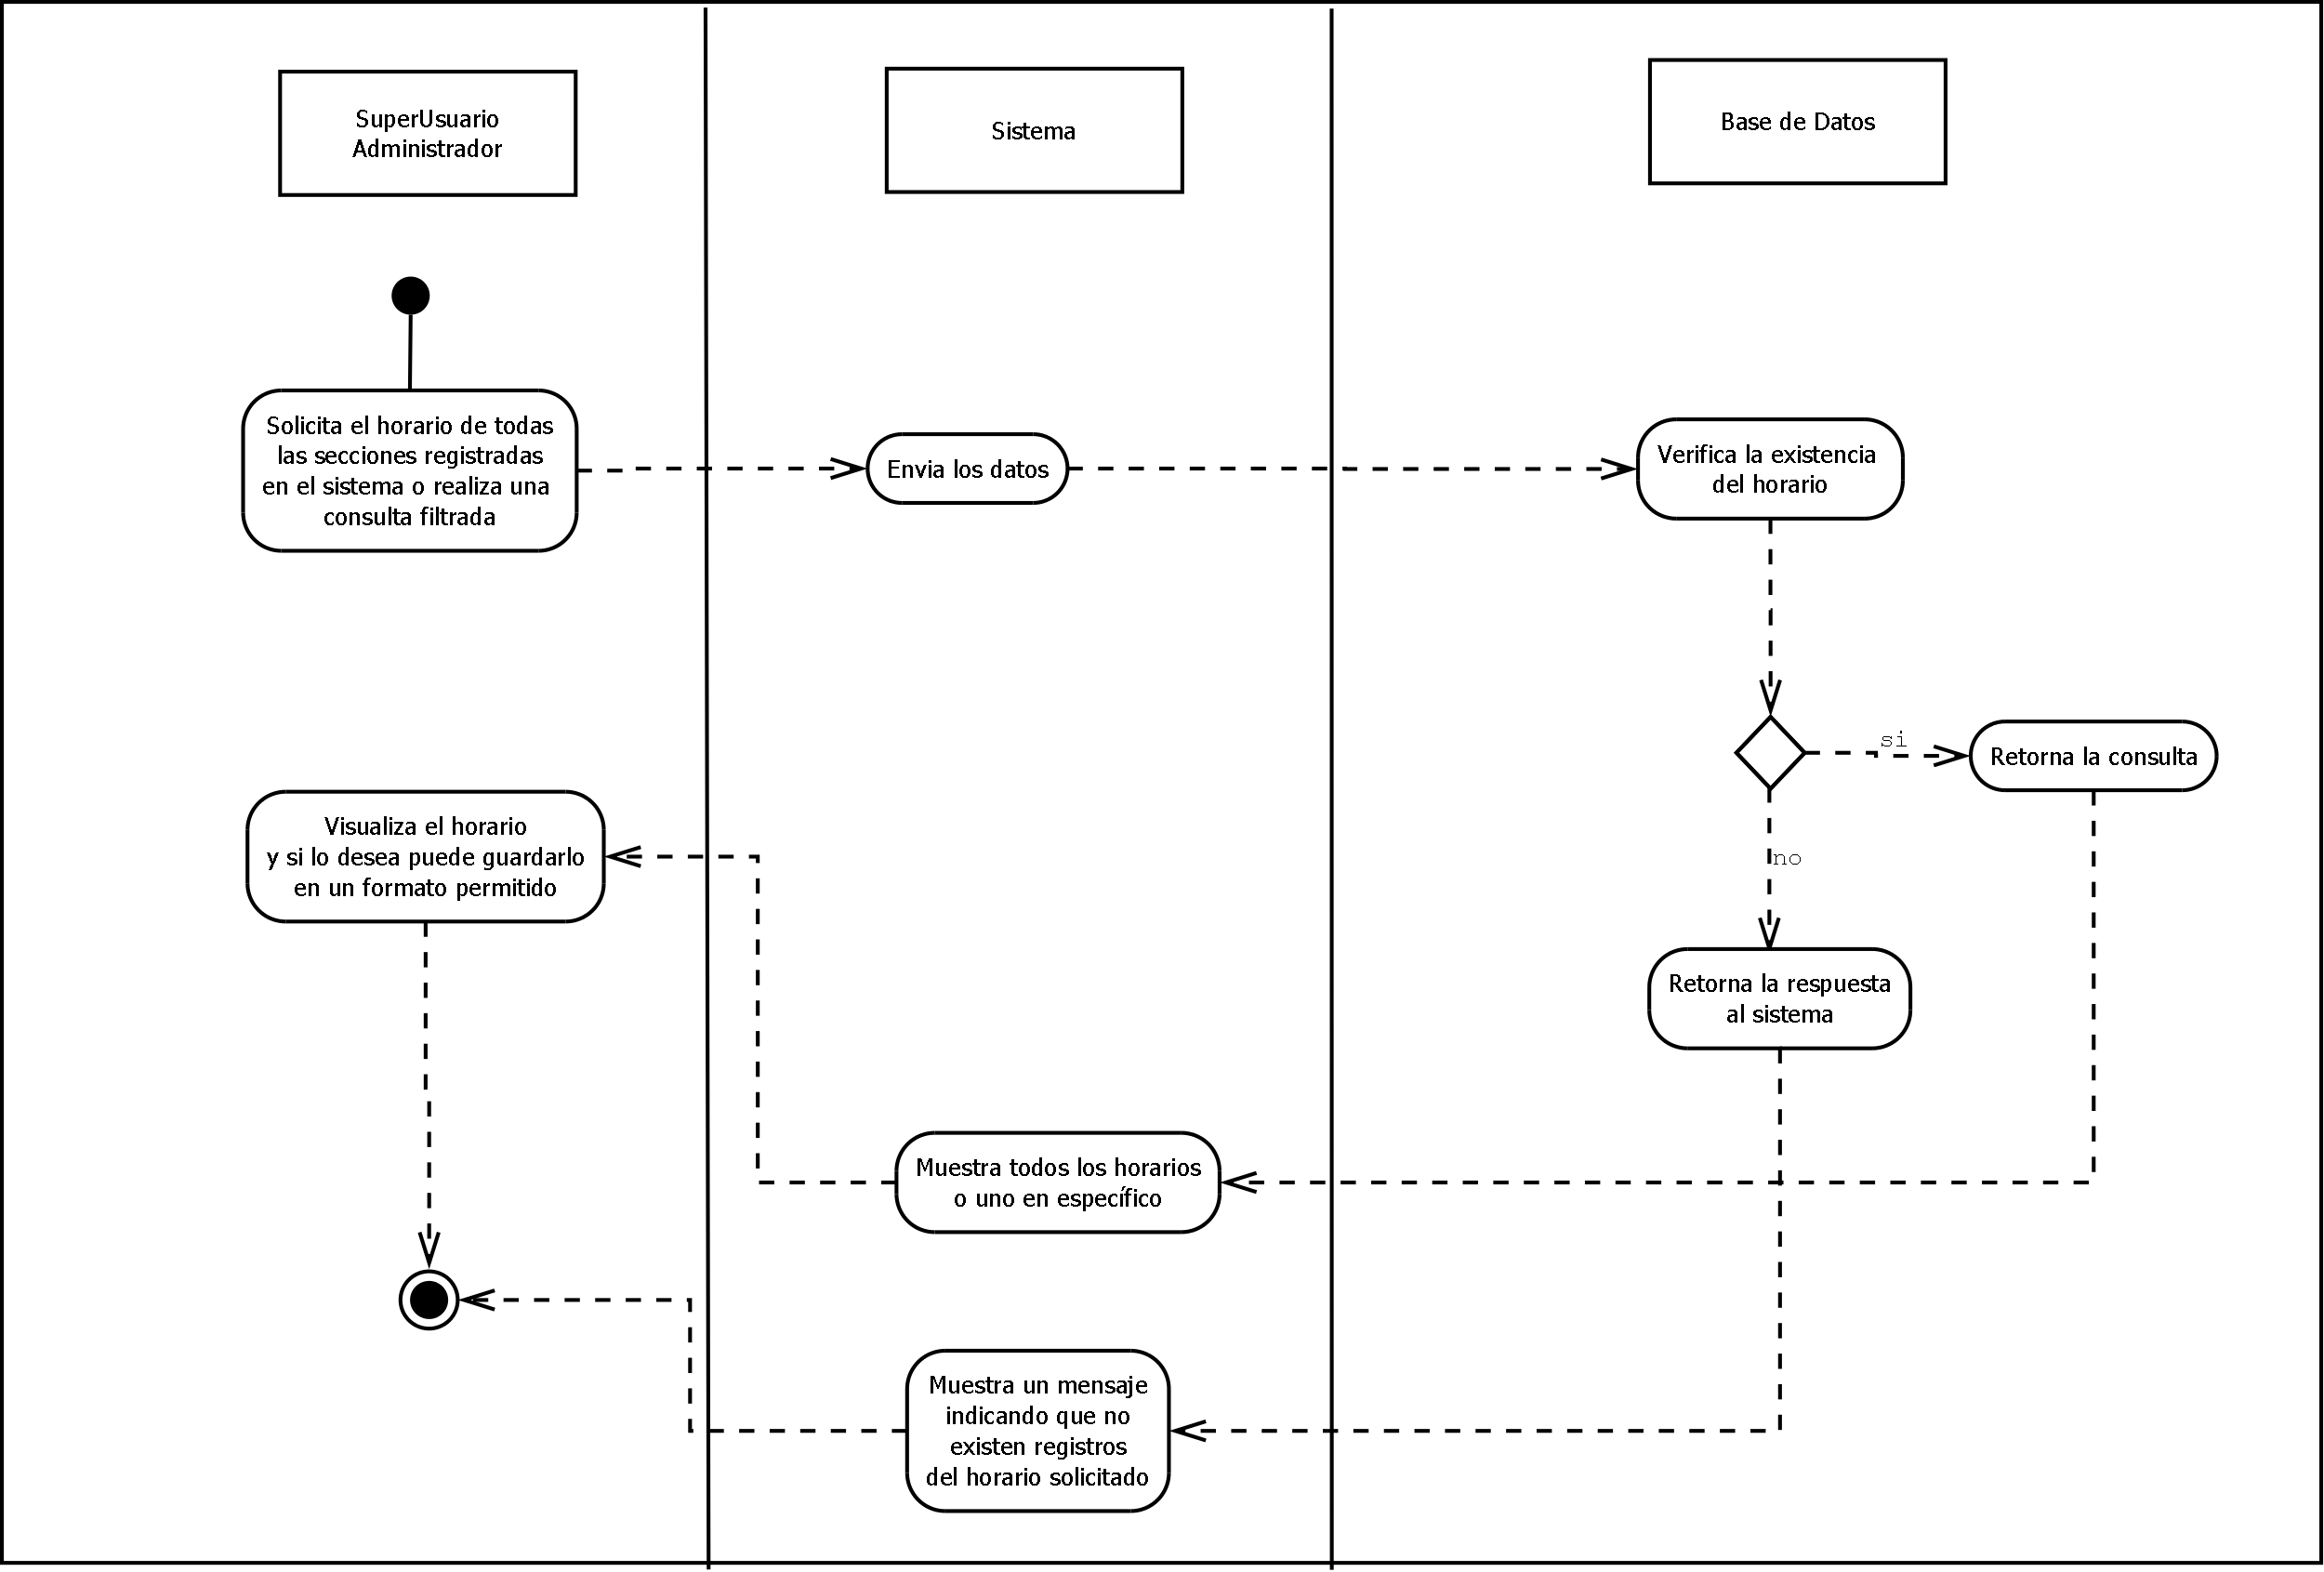 SuperUsuario
Administrador
Sistema
Base de Datos
Solicita el horario de todas
las secciones registradas
en el sistema o realiza una
consulta filtrada
Envia los datos
Verifica la existencia
del horario
si
Retorna la consulta
Visualiza el horario
y si lo desea puede guardarlo
en un formato permitido
no
Retorna la respuesta
al sistema
Muestra todos los horarios
o uno en específico
Muestra un mensaje
indicando que no
existen registros
del horario solicitado